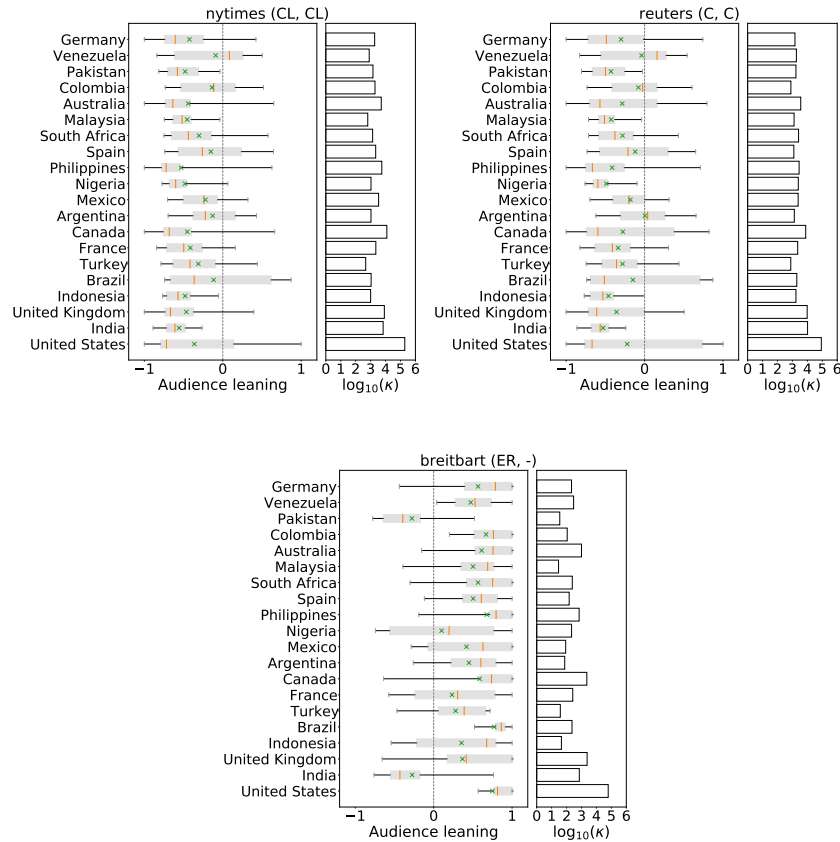 nytimes (CL, CL)
Germany
Venezuela
Pakistan
Colombia
Australia
Malaysia
South Africa
Spain
Philippines
Nigeria
Mexico
Argentina
Canada
France
Turkey
Brazil
Indonesia
United Kingdom
India
United States
−1 0 1
Audience leaning
0 1 2 3 4 5 6
log10(κ)
reuters (C, C)
Germany
Venezuela
Pakistan
Colombia
Australia
Malaysia
South Africa
Spain
Philippines
Nigeria
Mexico
Argentina
Canada
France
Turkey
Brazil
Indonesia
United Kingdom
India
United States
−1 0 1
Audience leaning
0 1 2 3 4 5 6
log10(κ)
breitbart (ER, -)
Germany
Venezuela
Pakistan
Colombia
Australia
Malaysia
South Africa
Spain
Philippines
Nigeria
Mexico
Argentina
Canada
France
Turkey
Brazil
Indonesia
United Kingdom
India
United States
−1 0 1
Audience leaning
0 1 2 3 4 5 6
log10(κ)